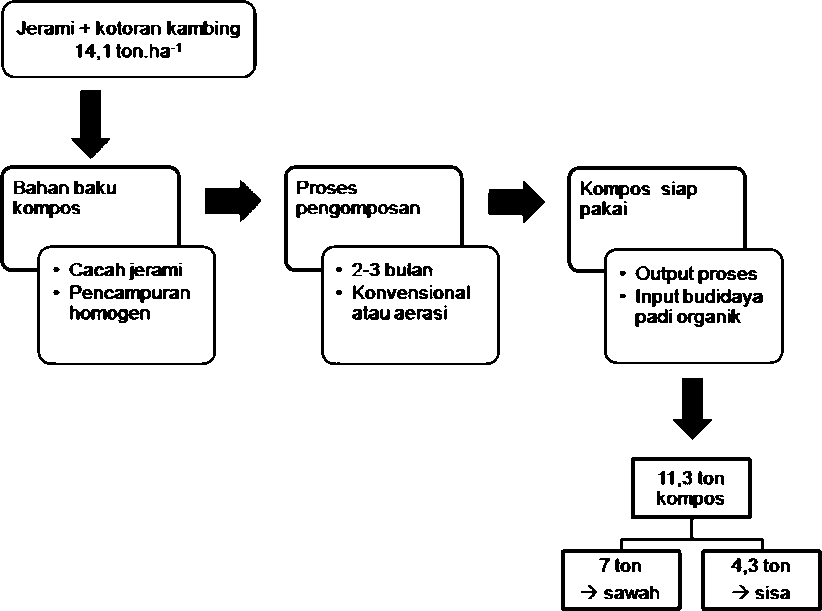 Jerami + kotoran kambing
14,1 ton.ha⁻¹
Bahan baku
kompos
• Cacah jerami
• Pencampuran
homogen
Proses
pengomposan
• 2-3 bulan
• Konvensional
atau aerasi
Kompos siap
pakai
• Output proses
• Input budidaya
padi organik
11,3 ton
kompos
7 ton
→ sawah
4,3 ton
→ sisa